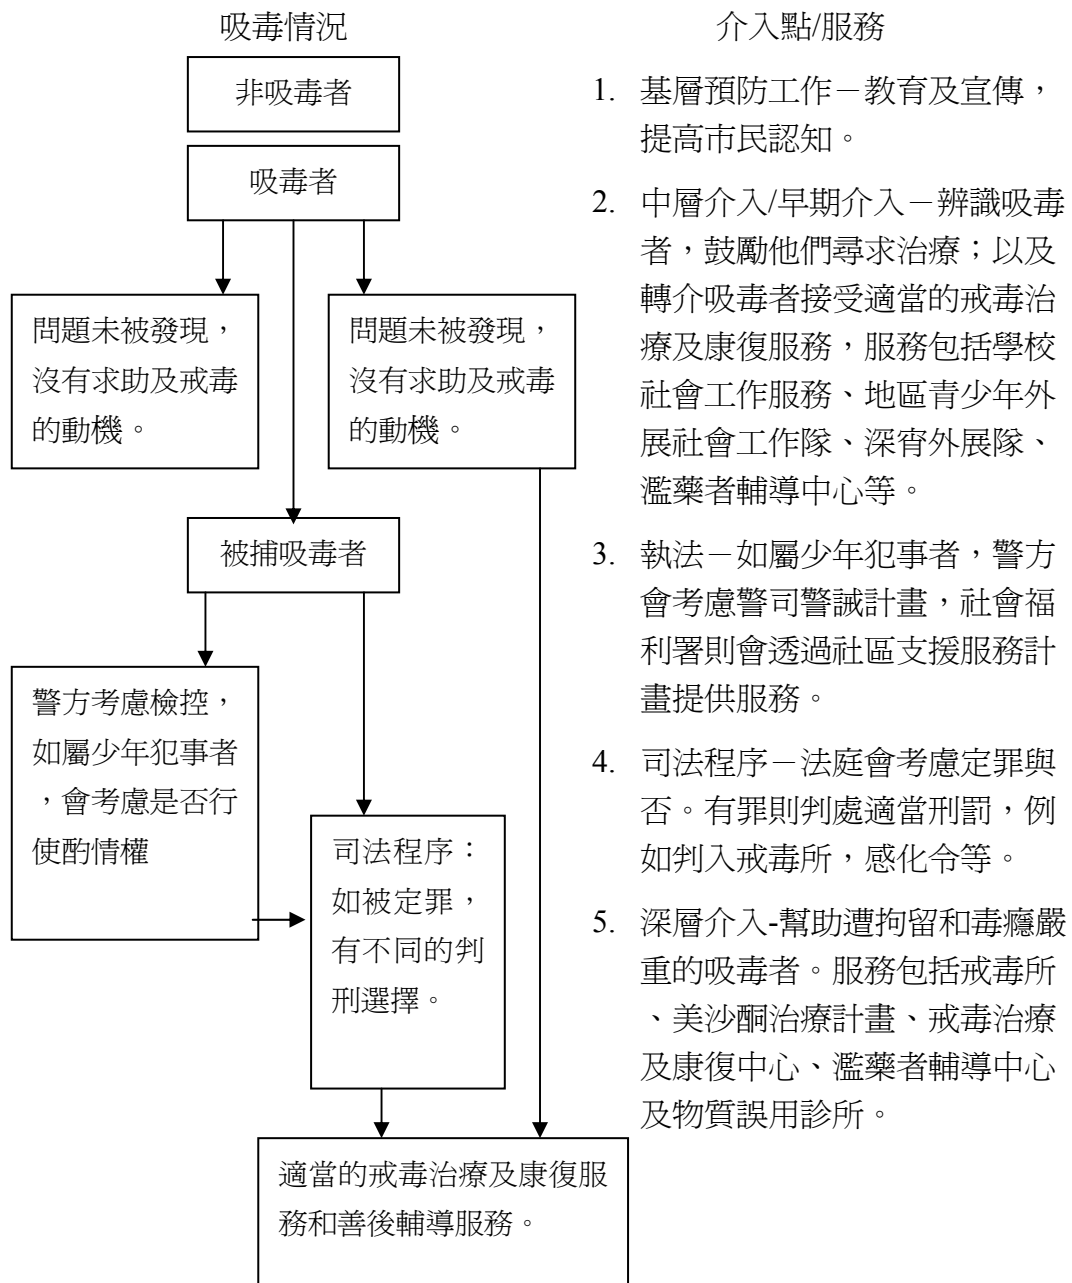 吸毒情況
非吸毒者
吸毒者
問題未被發現，
沒有求助及戒毒
的動機。
問題未被發現，
沒有求助及戒毒
的動機。
被捕吸毒者
警方考慮檢控，
如屬少年犯事者
，會考慮是否行
使酌情權
司法程序：
如被定罪，
有不同的判
刑選擇。
適當的戒毒治療及康復服
務和善後輔導服務。
介入點/服務
1. 基層預防工作－教育及宣傳，
提高市民認知。
2. 中層介入/早期介入－辨識吸毒
者，鼓勵他們尋求治療；以及
轉介吸毒者接受適當的戒毒治
療及康復服務，服務包括學校
社會工作服務、地區青少年外
展社會工作隊、深宵外展隊、
濫藥者輔導中心等。
3. 執法－如屬少年犯事者，警方
會考慮警司警誡計畫，社會福
利署則會透過社區支援服務計
畫提供服務。
4. 司法程序－法庭會考慮定罪與
否。有罪則判處適當刑罰，例
如判入戒毒所，感化令等。
5. 深層介入-幫助遭拘留和毒癮嚴
重的吸毒者。服務包括戒毒所
、美沙酮治療計畫、戒毒治療
及康復中心、濫藥者輔導中心
及物質誤用診所。